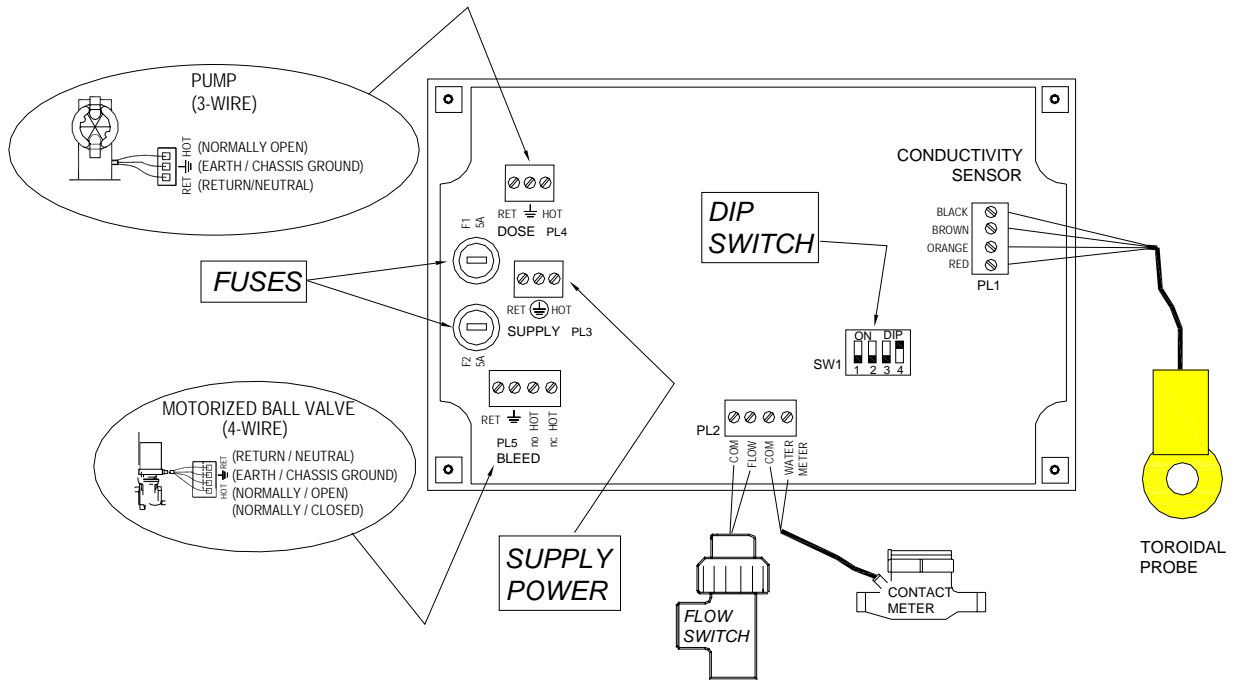 PUMP
(3-WIRE)
HOT
RET
(NORMALLY OPEN)
(EARTH / CHASSIS GROUND)
(RETURN/NEUTRAL)
FUSES
MOTORIZED BALL VALVE
(4-WIRE)
RET
HOT
(RETURN / NEUTRAL)
(EARTH / CHASSIS GROUND)
(NORMALLY / OPEN)
(NORMALLY / CLOSED)
RET HOT
DOSE PL4
F1
5A
RET HOT
SUPPLY PL3
F2
5A
RET
no HOT
nc HOT
PL5
BLEED
SUPPLY
POWER
DIP
SWITCH
ON DIP
SW1
1 2 3 4
CONDUCTIVITY
SENSOR
BLACK
BROWN
ORANGE
RED
PL1
PL2
COM
FLOW
COM
WATER
METER
FLOW
SWITCH
CONTACT
METER
TOROIDAL
PROBE